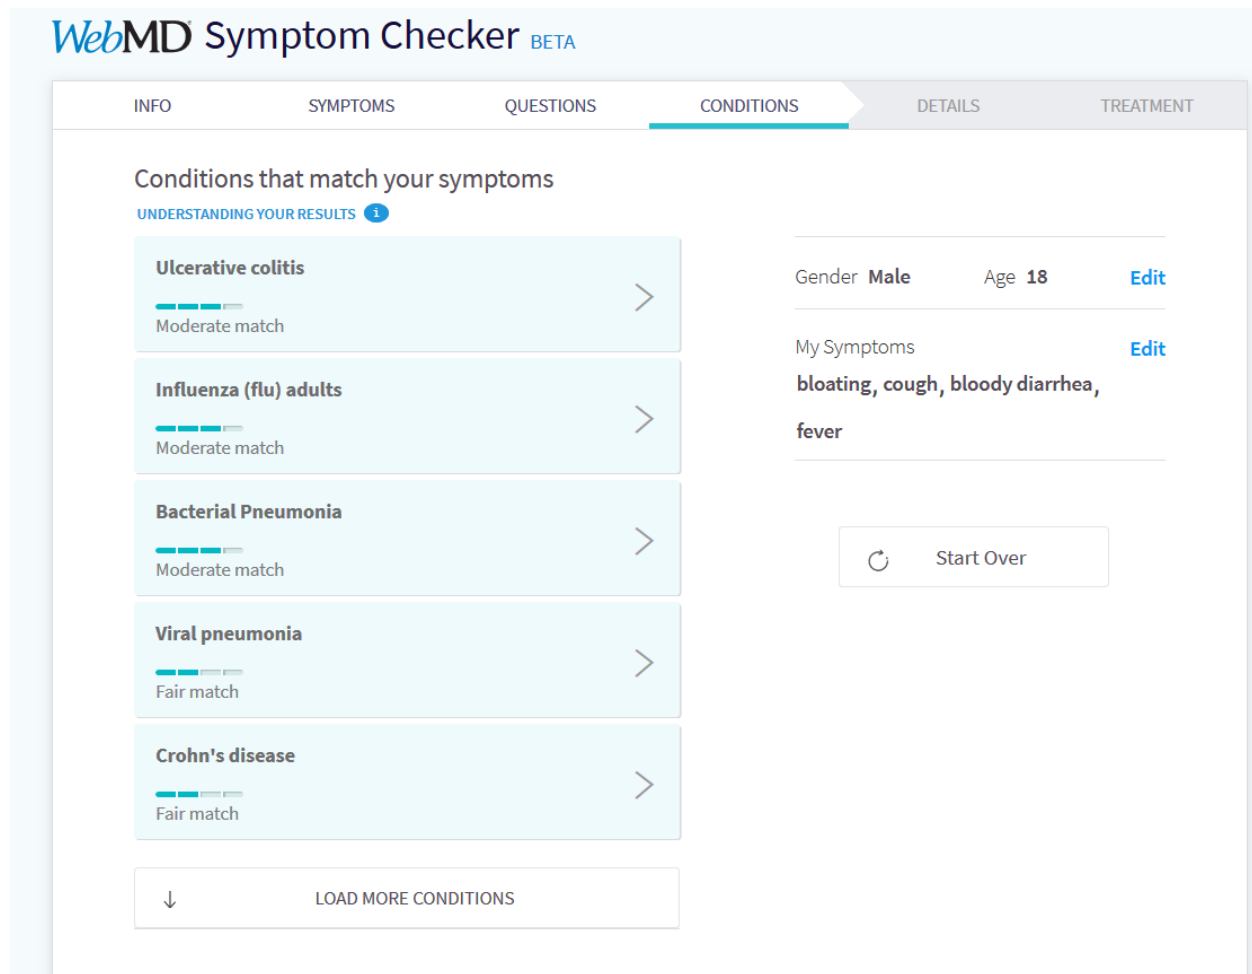 WebMD Symptom Checker BETA
INFO SYMPTOMS QUESTIONS CONDITIONS DETAILS TREATMENT
Conditions that match your symptoms
UNDERSTANDING YOUR RESULTS i
Ulcerative colitis
Moderate match
Influenza (flu) adults
Moderate match
Bacterial Pneumonia
Moderate match
Viral pneumonia
Fair match
Crohn's disease
Fair match
LOAD MORE CONDITIONS
Gender Male Age 18 Edit
My Symptoms Edit
bloating, cough, bloody diarrhea,
fever
Start Over